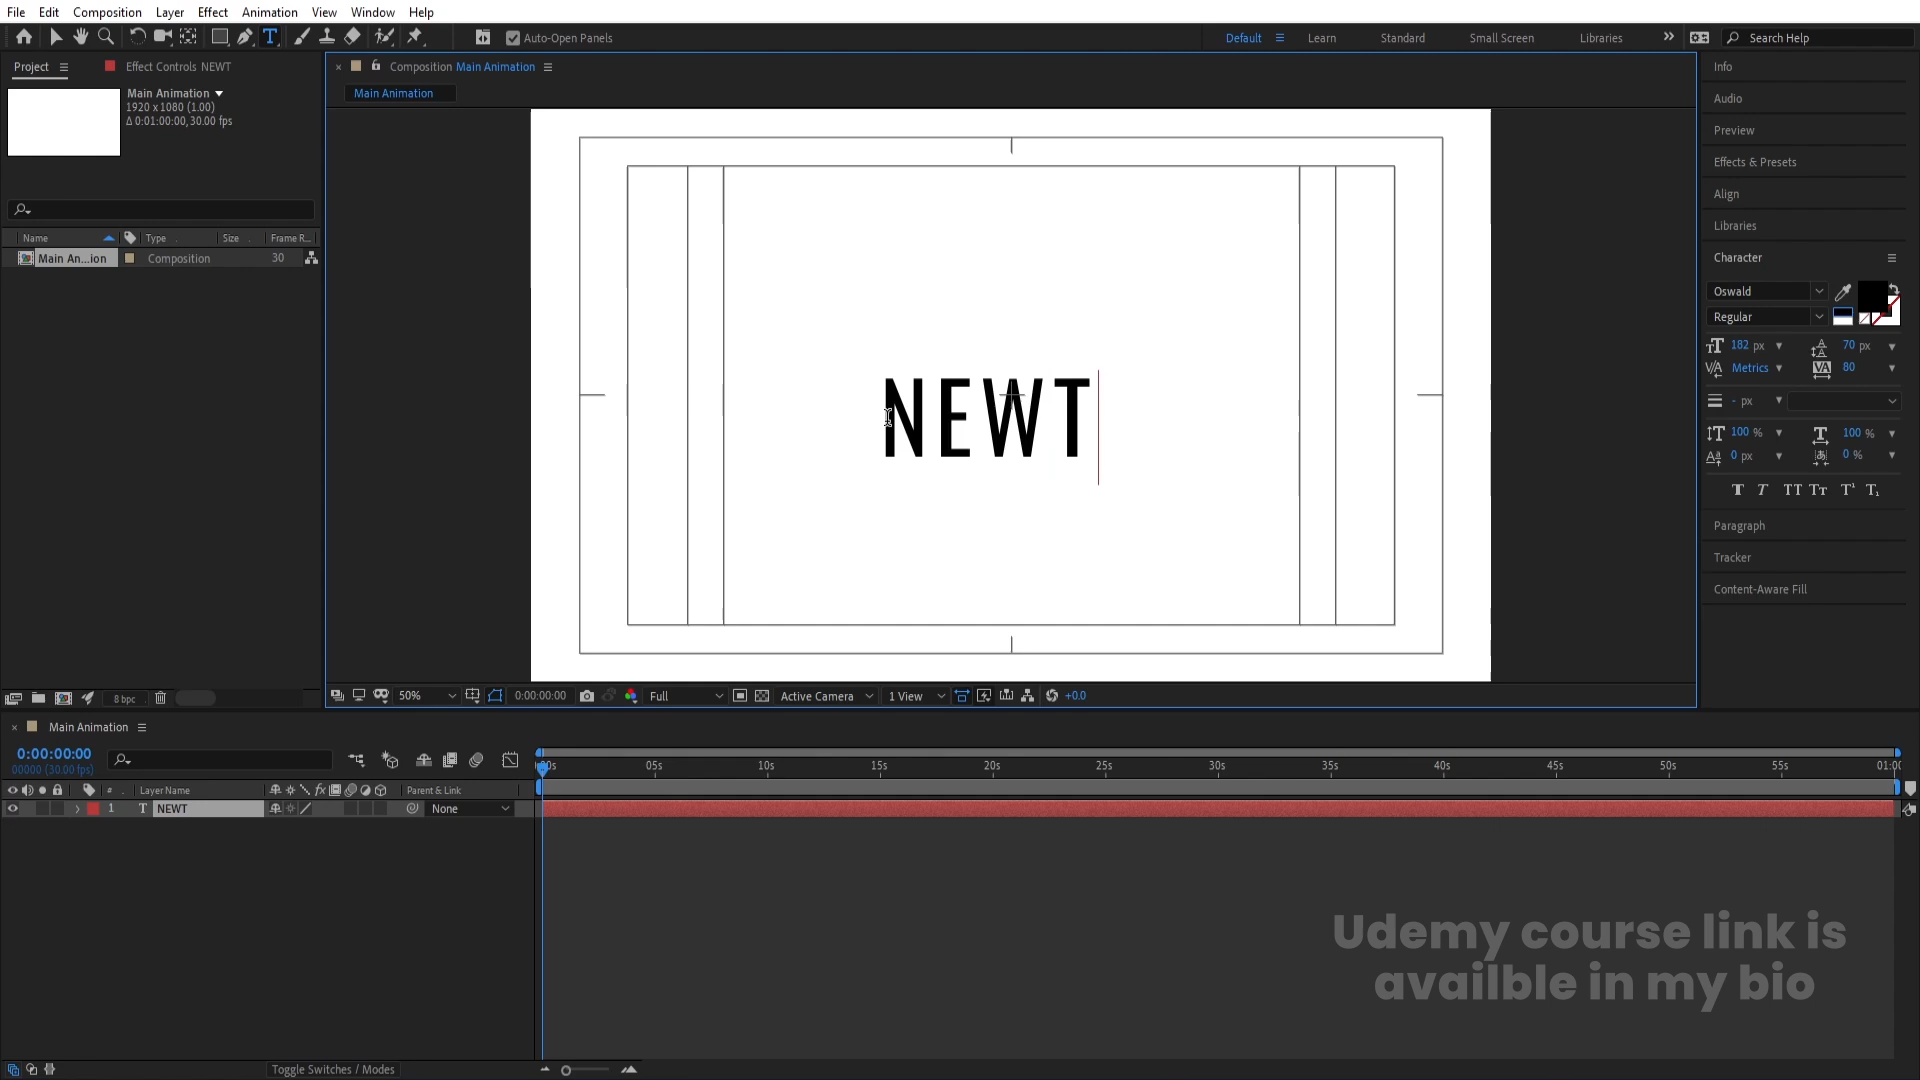 File Edit Composition Layer Effect Animation View Window Help
Auto-Open Panels Default Learn Standard Small Screen Libraries Search Help
Project Effect Controls NEWT
Main Animation
1920 x 1080 (1.00)
Δ 0:01:00:00, 30.00 fps
Name Type Size Frame R...
Main An...ion Composition 30
8 bpc
Composition Main Animation
Main Animation
NEWT
50% 0:00:00:00 Full Active Camera 1 View +0.0
Info
Audio
Preview
Effects & Presets
Align
Libraries
Character
Oswald
Regular
182 px 70 px
Metrics 80
- px
100 % 100 %
0 px 0 %
Paragraph
Tracker
Content-Aware Fill
Main Animation
0:00:00:00
00000 (30.00 fps)
05s 10s 15s 20s 25s 30s 35s 40s 45s 50s 55s 01:00
# Layer Name Parent & Link
1 T NEWT None
Udemy course link is
availble in my bio
Toggle Switches / Modes